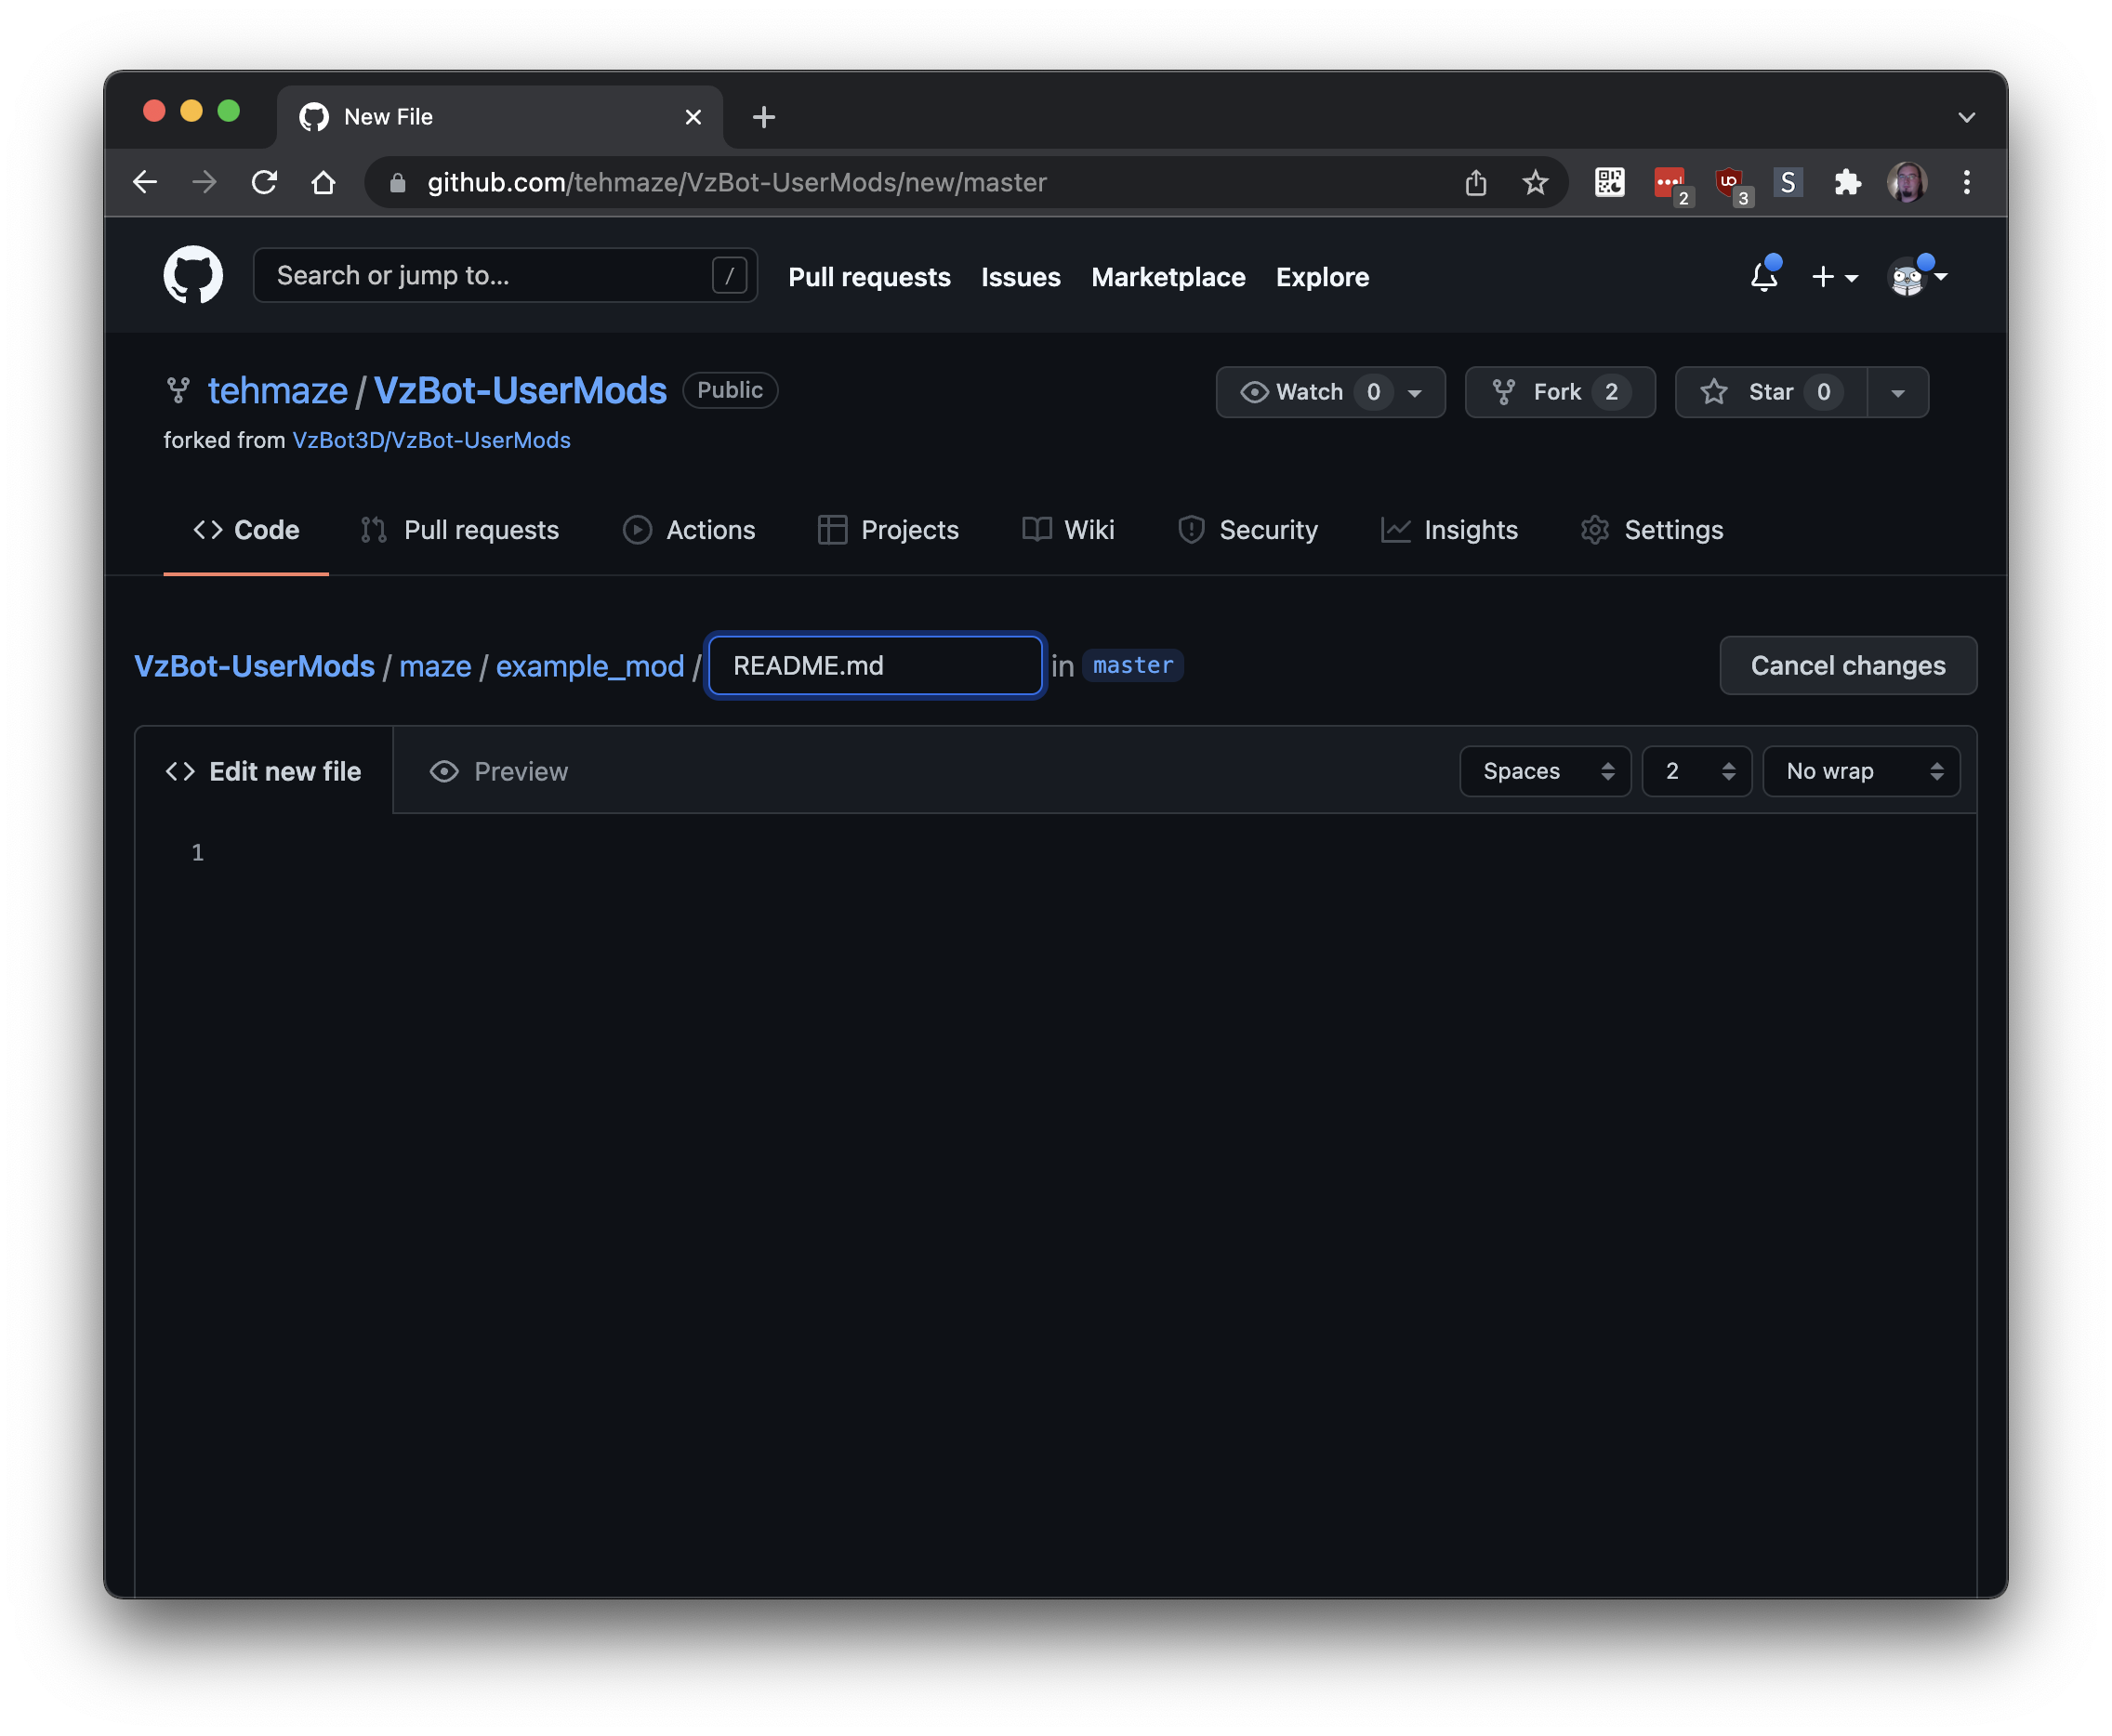 New File
github.com/tehmaze/VzBot-UserMods/new/master
2
3
S
Search or jump to... /
Pull requests Issues Marketplace Explore
tehmaze / VzBot-UserMods Public
Watch 0 Fork 2 Star 0
forked from VzBot3D/VzBot-UserMods
Code Pull requests Actions Projects Wiki Security Insights Settings
VzBot-UserMods / maze / example_mod / README.md in master Cancel changes
Edit new file Preview Spaces 2 No wrap
1